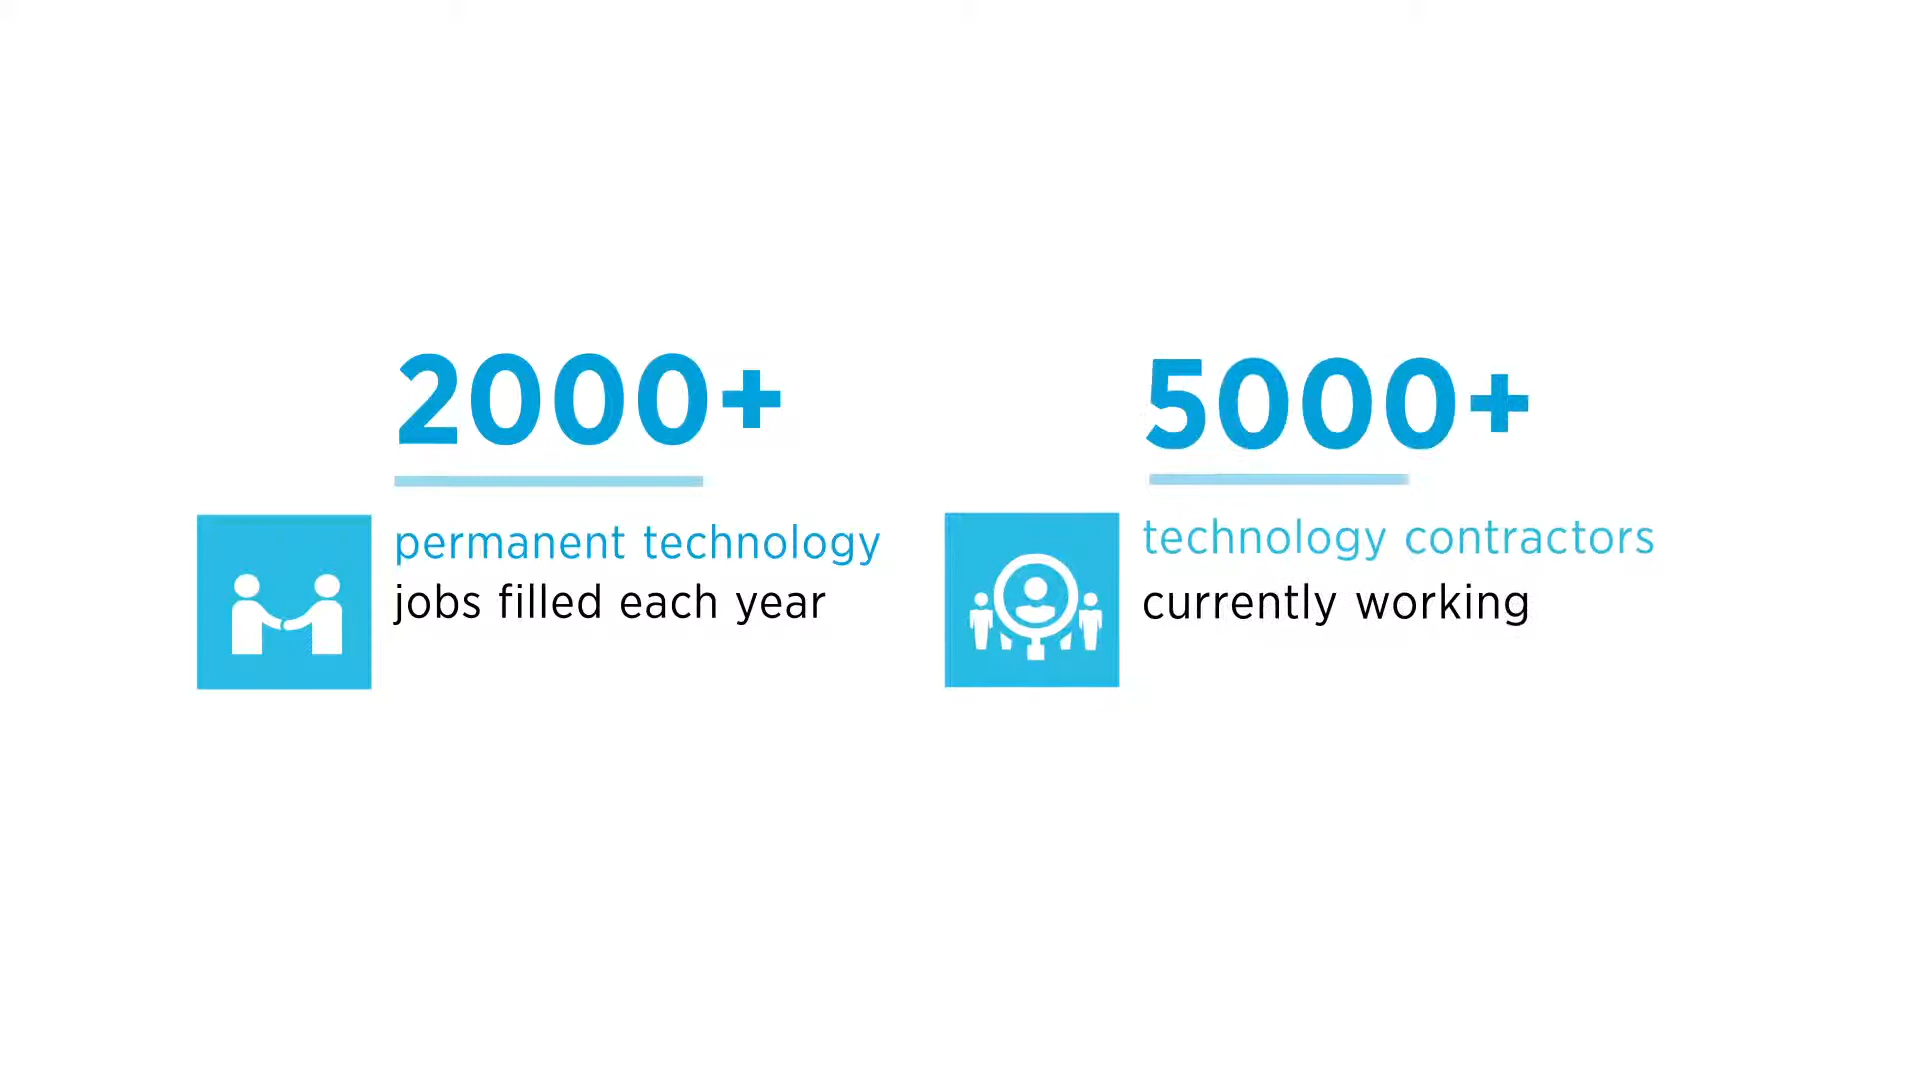 2000+
permanent technology
jobs filled each year
5000+
technology contractors
currently working